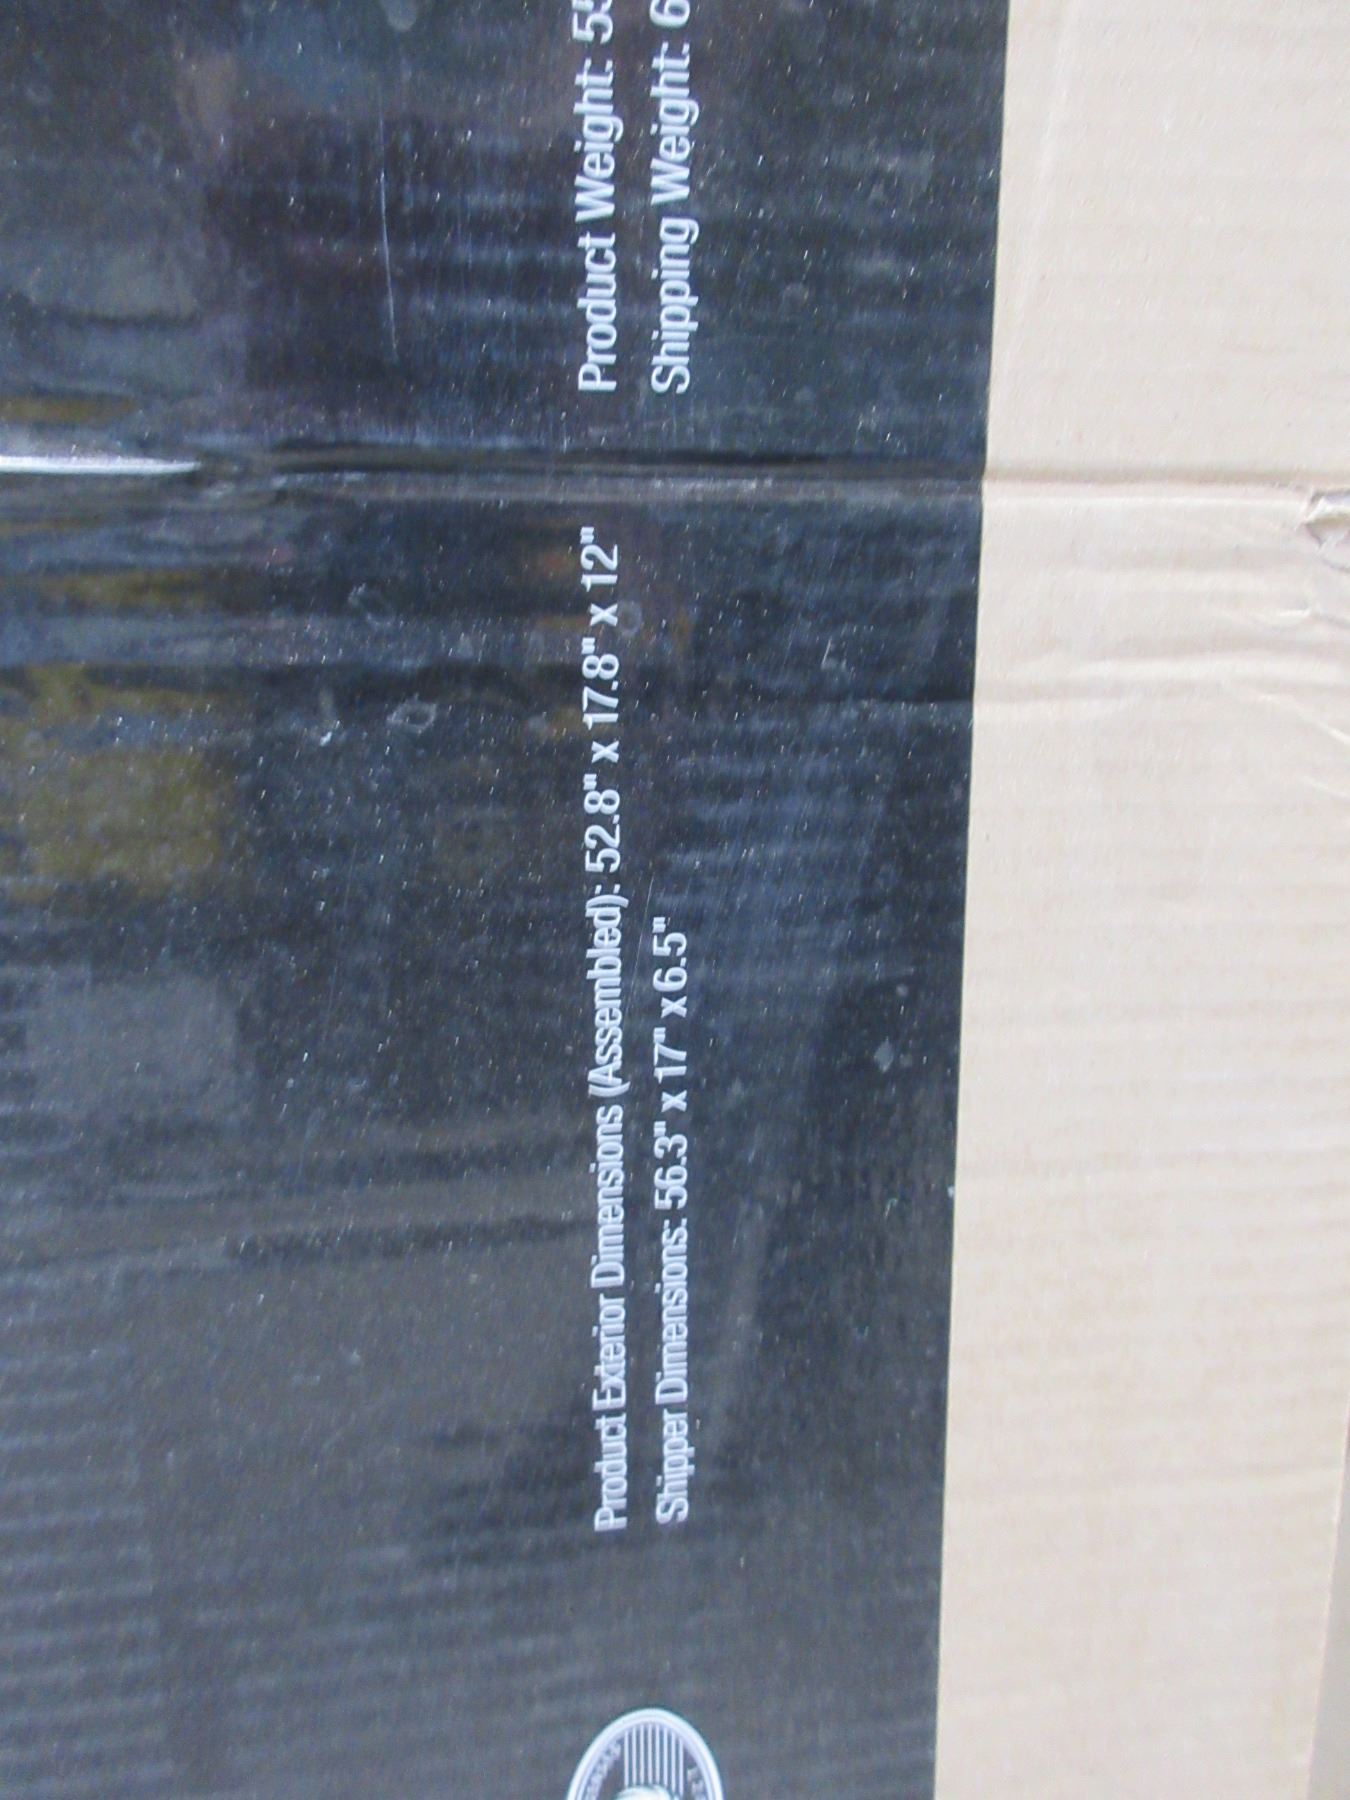 Product Exterior Dimensions (Assembled): 52.8" x 17.8" x 12"
Shipper Dimensions: 56.3" x 17" x 6.5"
Product Weight:
Shipping Weight: